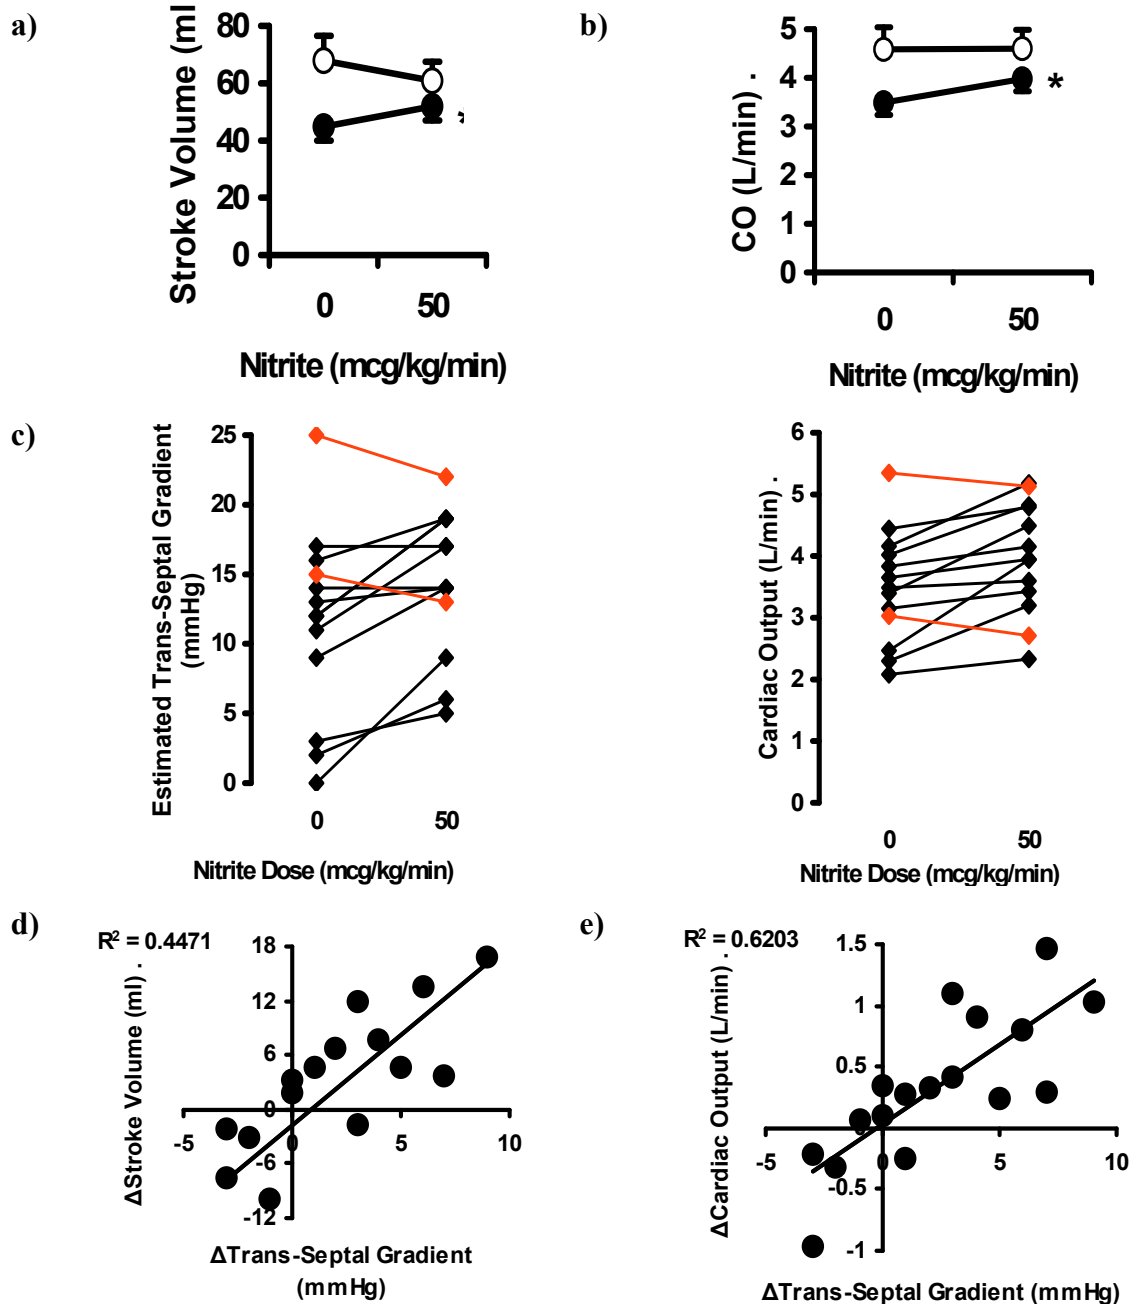 a)
Stroke Volume (ml
80
60
40
20
0
*
0 50
Nitrite (mcg/kg/min)
b)
CO (L/min) .
5
4
3
2
1
0
*
0 50
Nitrite (mcg/kg/min)
c)
Estimated Trans-Septal Gradient
(mmHg)
25
20
15
10
5
0
0 50
Nitrite Dose (mcg/kg/min)
Cardiac Output (L/min) .
6
5
4
3
2
1
0
0 50
Nitrite Dose (mcg/kg/min)
d)
R² = 0.4471
ΔStroke Volume (ml) .
18
12
6
0
-6
-12
-5 0 5 10
ΔTrans-Septal Gradient
(mmHg)
e)
R² = 0.6203
ΔCardiac Output (L/min) .
1.5
1
0.5
0
-0.5
-1
-5 0 5 10
ΔTrans-Septal Gradient (mmHg)